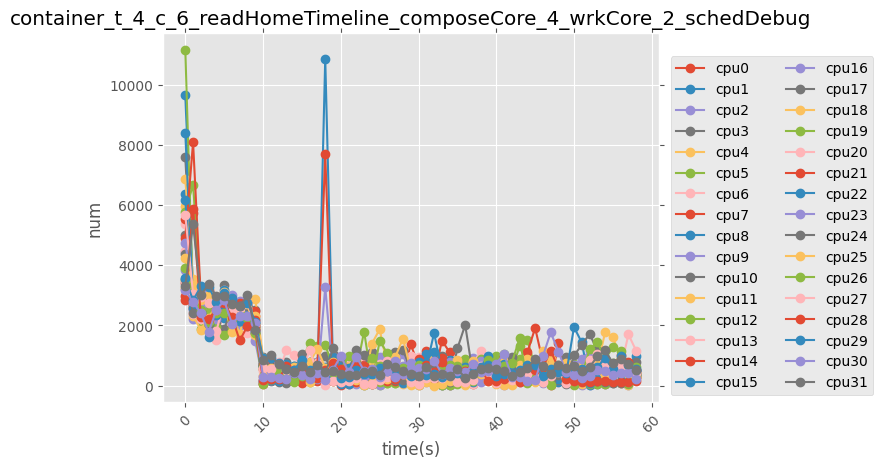 container_t_4_c_6_readHomeTimeline_composeCore_4_wrkCore_2_schedDebug
10000
8000
6000
4000
2000
0
num
0 10 20 30 40 50 60
time(s)
cpu0 cpu16
cpu1 cpu17
cpu2 cpu18
cpu3 cpu19
cpu4 cpu20
cpu5 cpu21
cpu6 cpu22
cpu7 cpu23
cpu8 cpu24
cpu9 cpu25
cpu10 cpu26
cpu11 cpu27
cpu12 cpu28
cpu13 cpu29
cpu14 cpu30
cpu15 cpu31